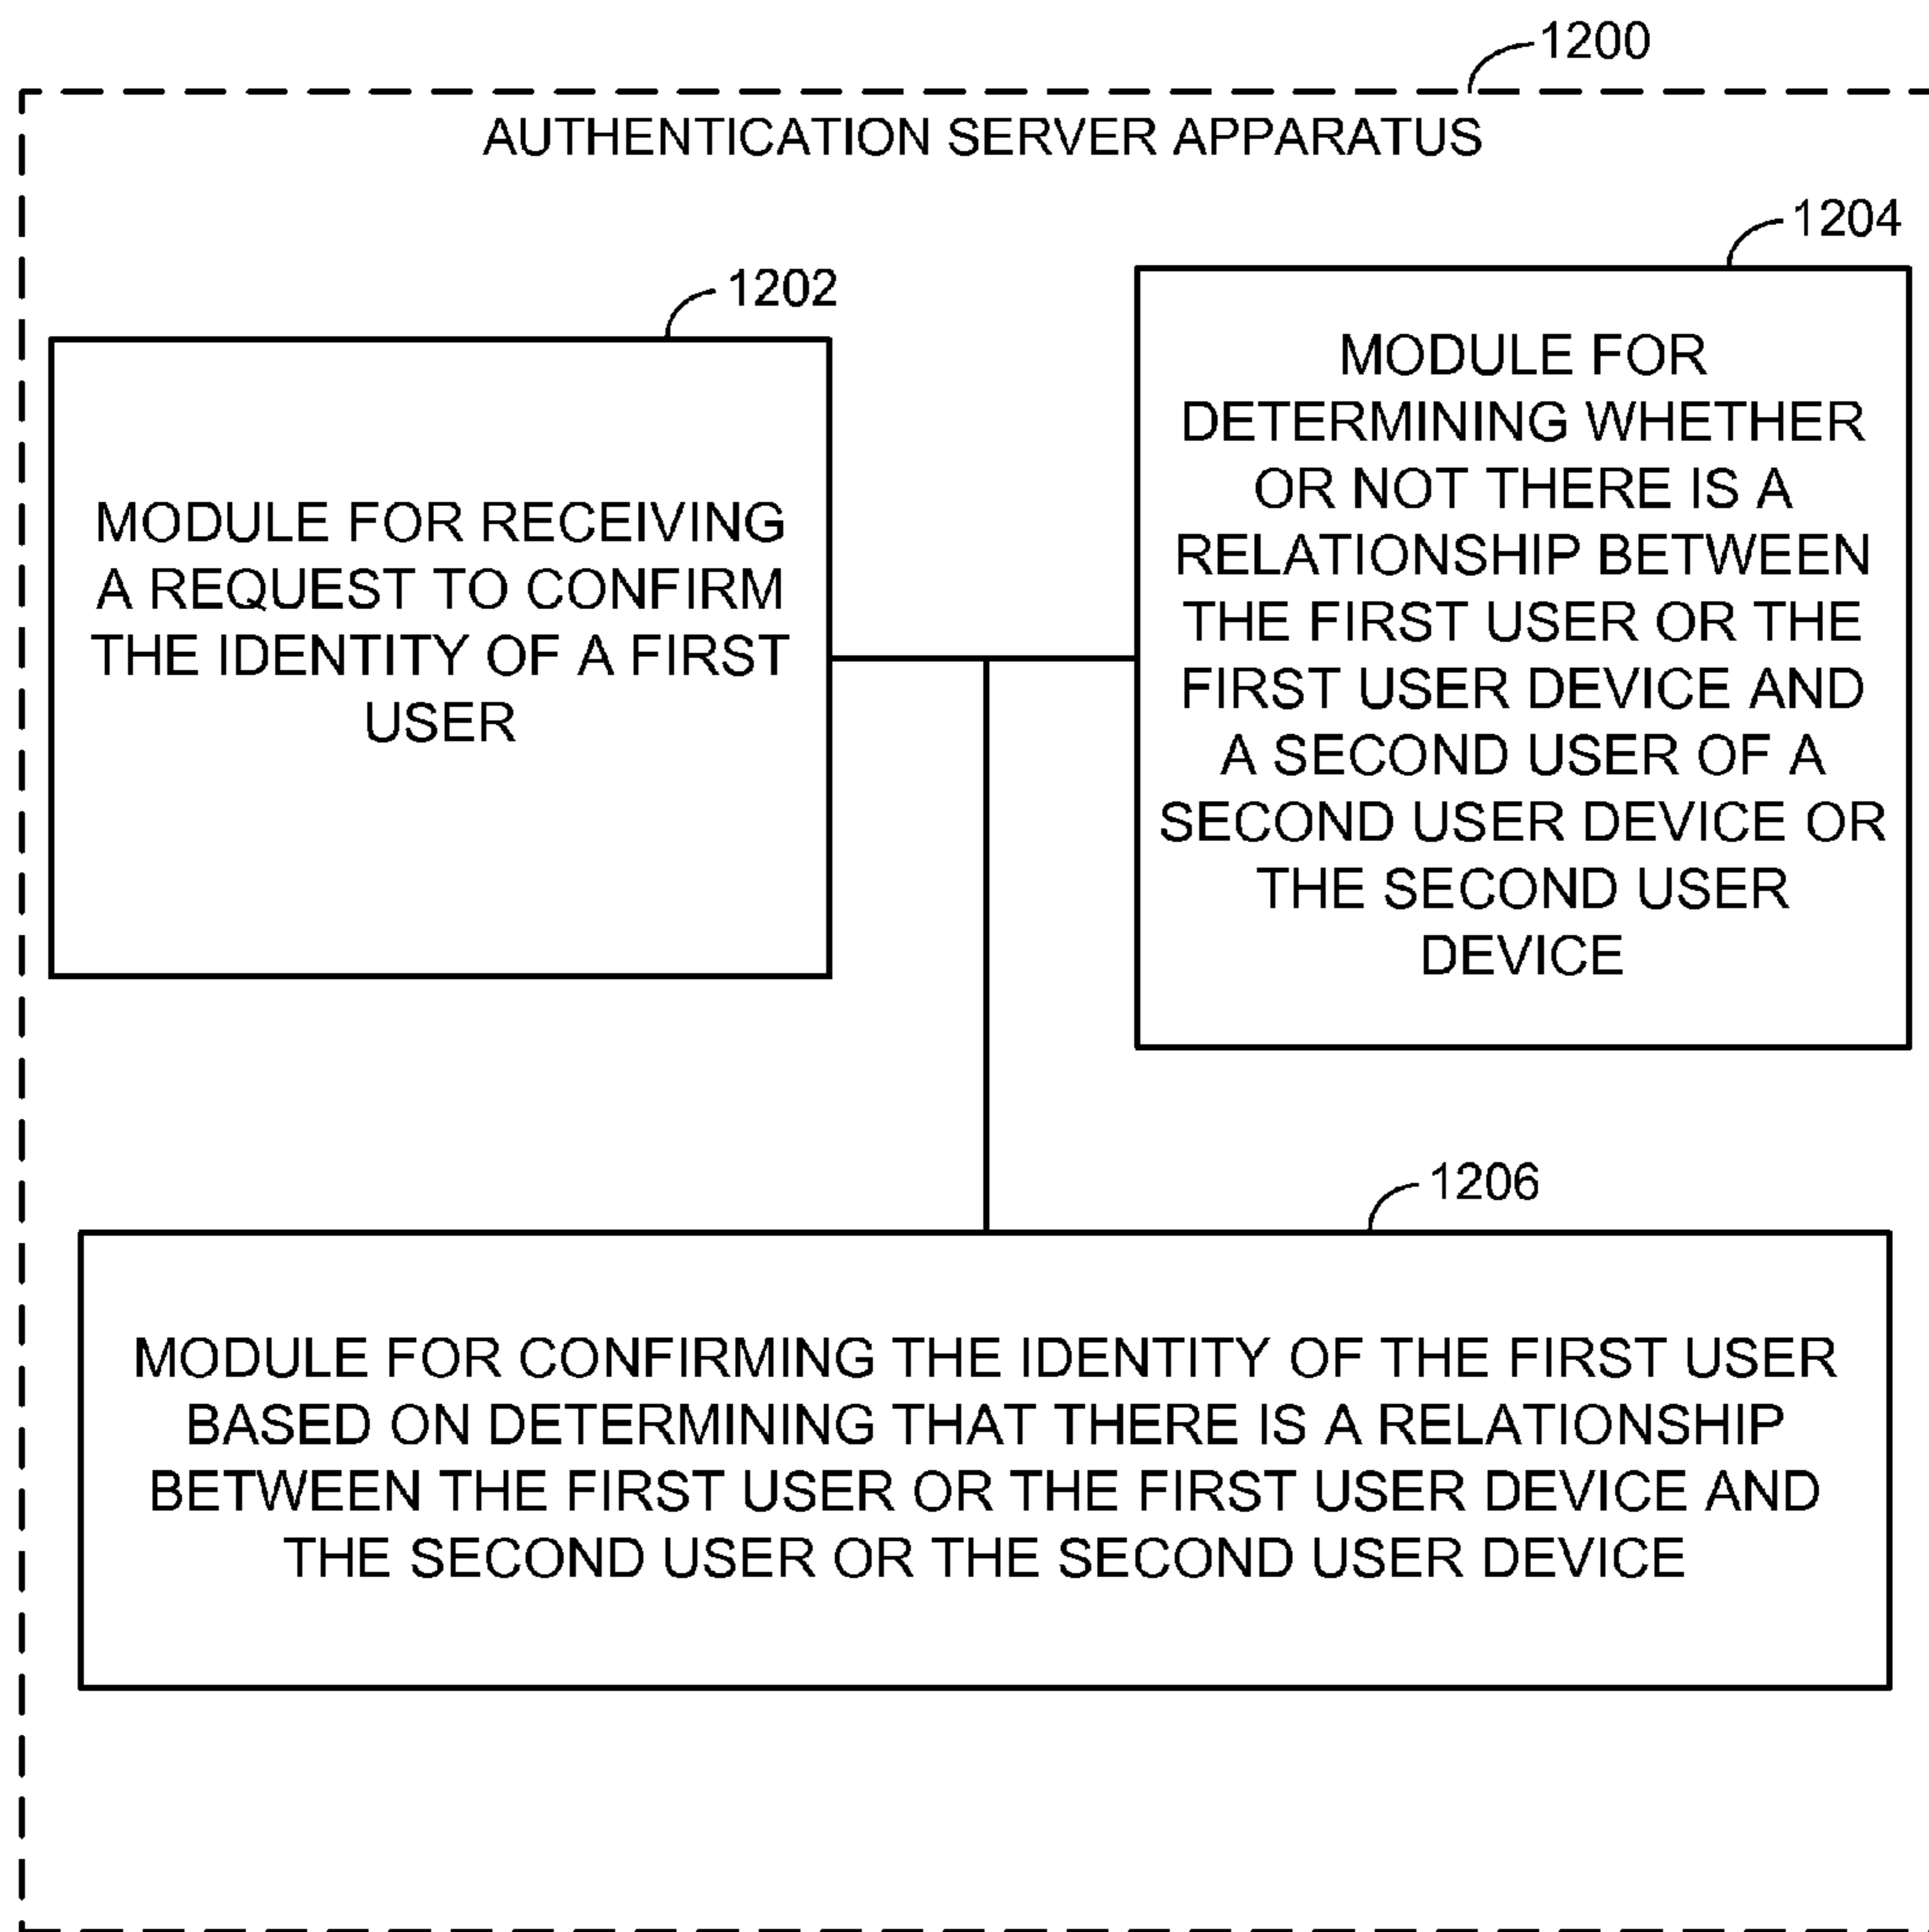 1200
AUTHENTICATION SERVER APPARATUS
1202
MODULE FOR RECEIVING
A REQUEST TO CONFIRM
THE IDENTITY OF A FIRST
USER
1204
MODULE FOR
DETERMINING WHETHER
OR NOT THERE IS A
RELATIONSHIP BETWEEN
THE FIRST USER OR THE
FIRST USER DEVICE AND
A SECOND USER OF A
SECOND USER DEVICE OR
THE SECOND USER
DEVICE
1206
MODULE FOR CONFIRMING THE IDENTITY OF THE FIRST USER
BASED ON DETERMINING THAT THERE IS A RELATIONSHIP
BETWEEN THE FIRST USER OR THE FIRST USER DEVICE AND
THE SECOND USER OR THE SECOND USER DEVICE